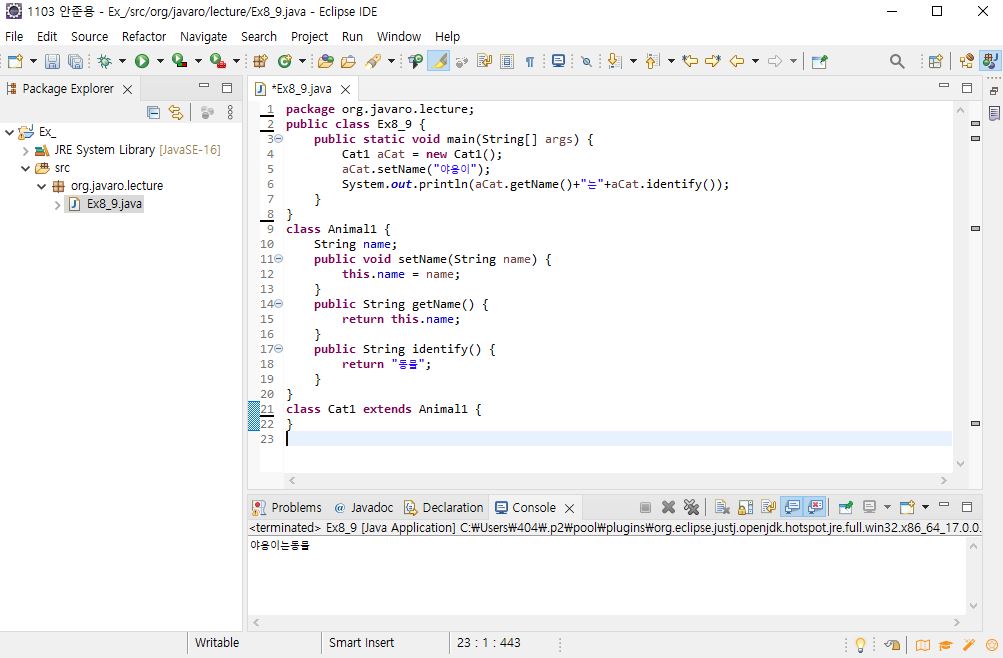 1103 안준용 - Ex_/src/org/javaro/lecture/Ex8_9.java - Eclipse IDE
File Edit Source Refactor Navigate Search Project Run Window Help
Package Explorer
Ex_
JRE System Library [JavaSE-16]
src
org.javaro.lecture
Ex8_9.java
*Ex8_9.java
1 package org.javaro.lecture;
2 public class Ex8_9 {
3 public static void main(String[] args) {
4 Cat1 aCat = new Cat1();
5 aCat.setName("야옹이");
6 System.out.println(aCat.getName()+"는"+aCat.identify());
7 }
8 }
9 class Animal1 {
10 String name;
11 public void setName(String name) {
12 this.name = name;
13 }
14 public String getName() {
15 return this.name;
16 }
17 public String identify() {
18 return "동물";
19 }
20 }
21 class Cat1 extends Animal1 {
22 }
23
Problems @ Javadoc Declaration Console
<terminated> Ex8_9 [Java Application] C:₩Users₩404₩.p2₩pool₩plugins₩org.eclipse.justj.openjdk.hotspot.jre.full.win32.x86_64_17.0.0.
야옹이는동물
Writable Smart Insert 23 : 1 : 443